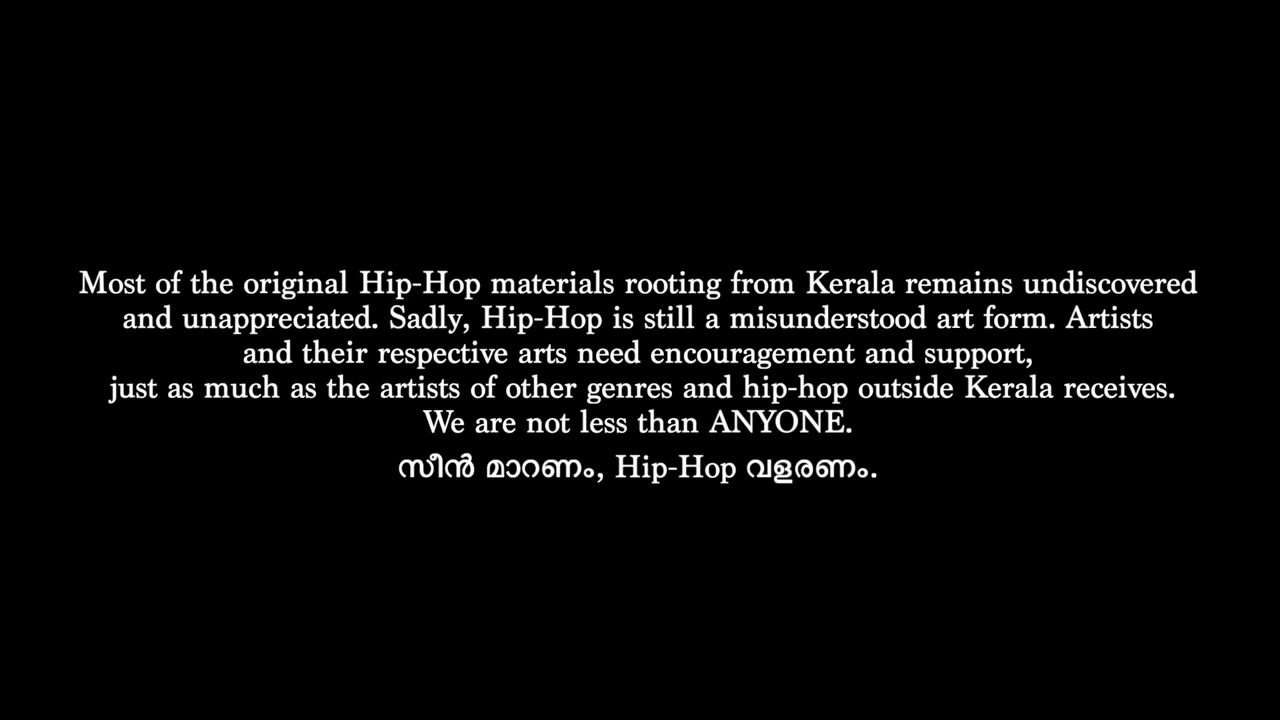 Most of the original Hip-Hop materials rooting from Kerala remains undiscovered
and unappreciated. Sadly, Hip-Hop is still a misunderstood art form. Artists
and their respective arts need encouragement and support,
just as much as the artists of other genres and hip-hop outside Kerala receives.
We are not less than ANYONE.
സീൻ മാറണം, Hip-Hop വളരണം.